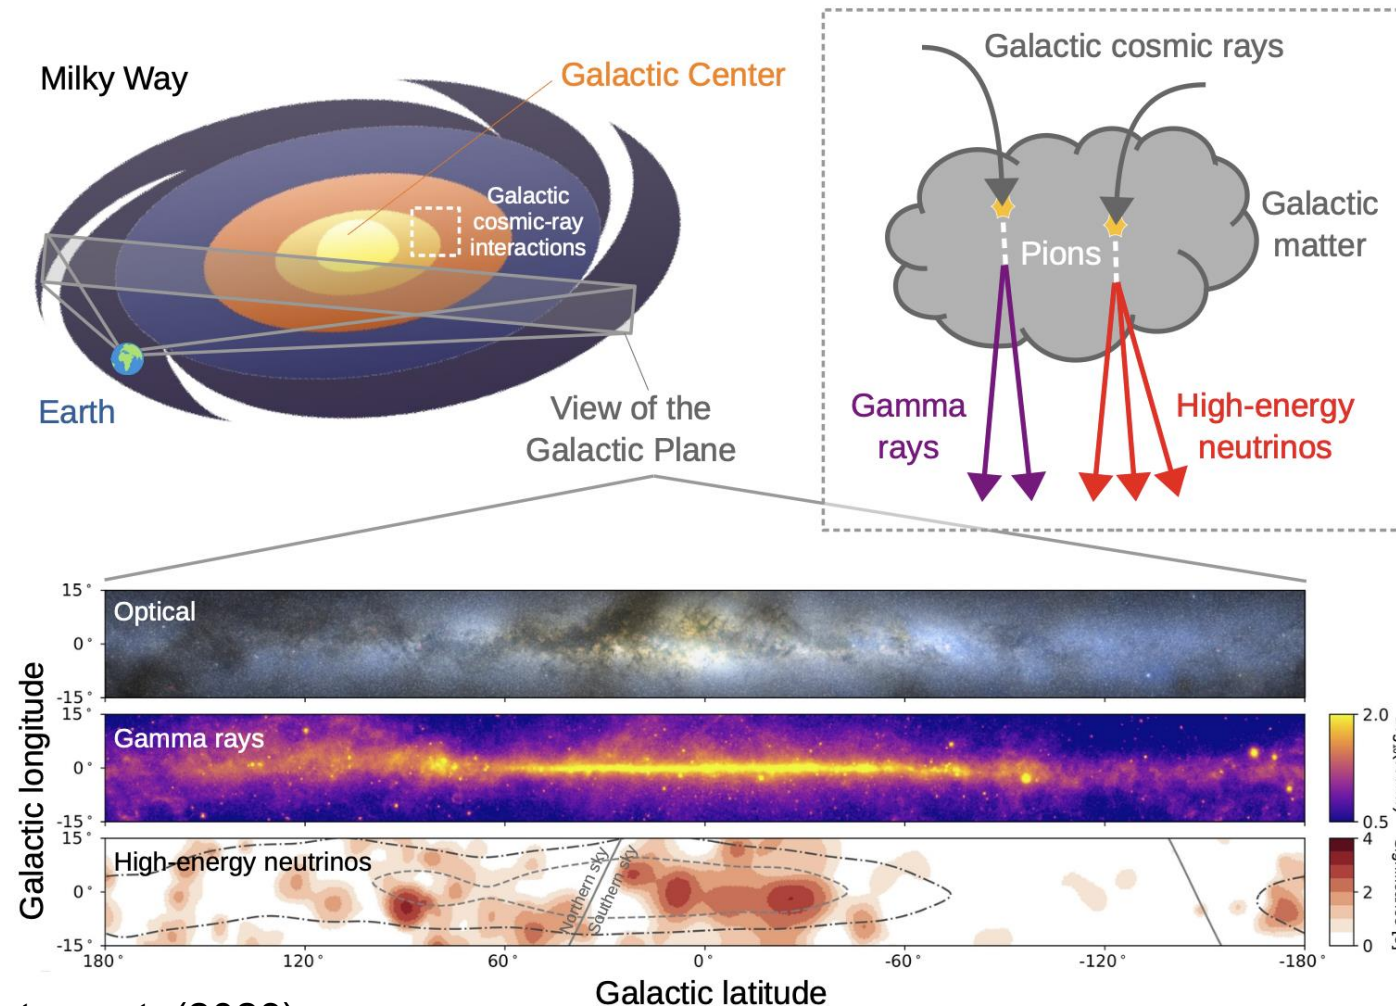 Milky Way
Galactic Center
Galactic
cosmic-ray
interactions
Earth
View of the
Galactic Plane
Galactic cosmic rays
Galactic
matter
Pions
Gamma
rays
High-energy
neutrinos
Galactic longitude
15°
0°
-15°
Optical
15°
0°
-15°
Gamma rays
2.0
0.5
15°
0°
-15°
High-energy neutrinos
Northern sky
Southern sky
4
2
0
180°
120°
60°
0°
-60°
-120°
-180°
Galactic latitude